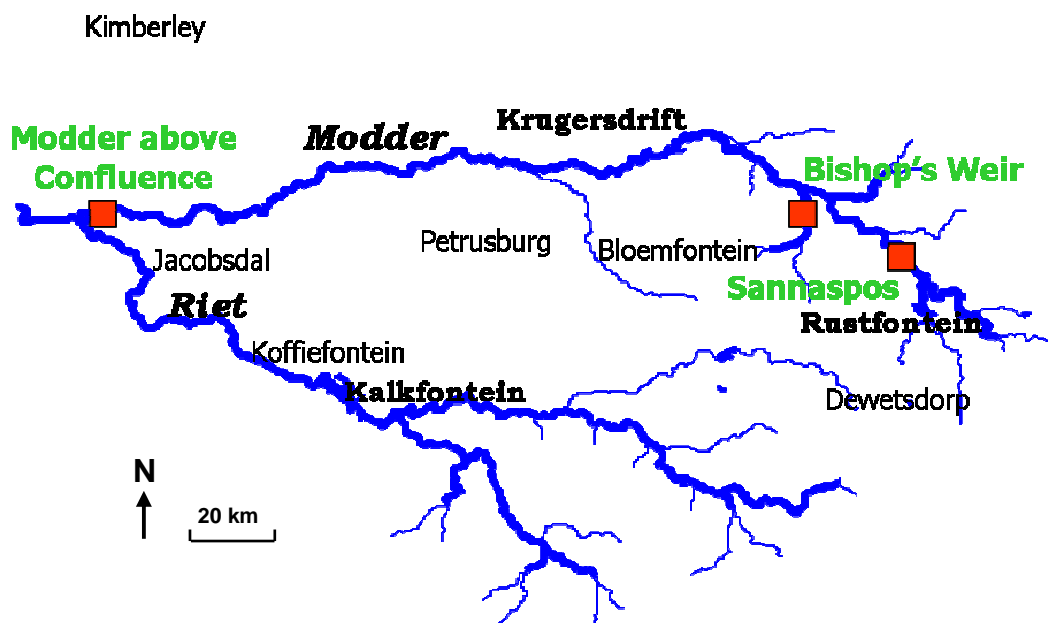 Kimberley
Krugersdrift
Modder above
Confluence
Modder
Bishop's Weir
Petrusburg
Bloemfontein
Jacobsdal
Sannaspos
Riet
Rustfontein
Koffiefontein
Kalkfontein
Dewetsdorp
N
20 km